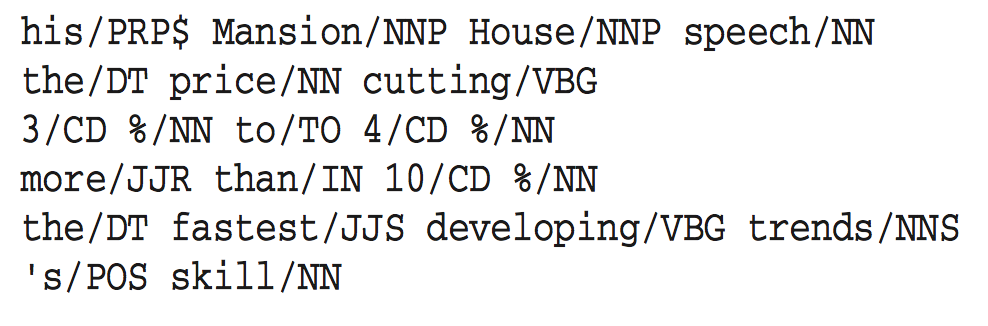 his/PRP$ Mansion/NNP House/NNP speech/NN
the/DT price/NN cutting/VBG
3/CD %/NN to/TO 4/CD %/NN
more/JJR than/IN 10/CD %/NN
the/DT fastest/JJS developing/VBG trends/NNS
's/POS skill/NN